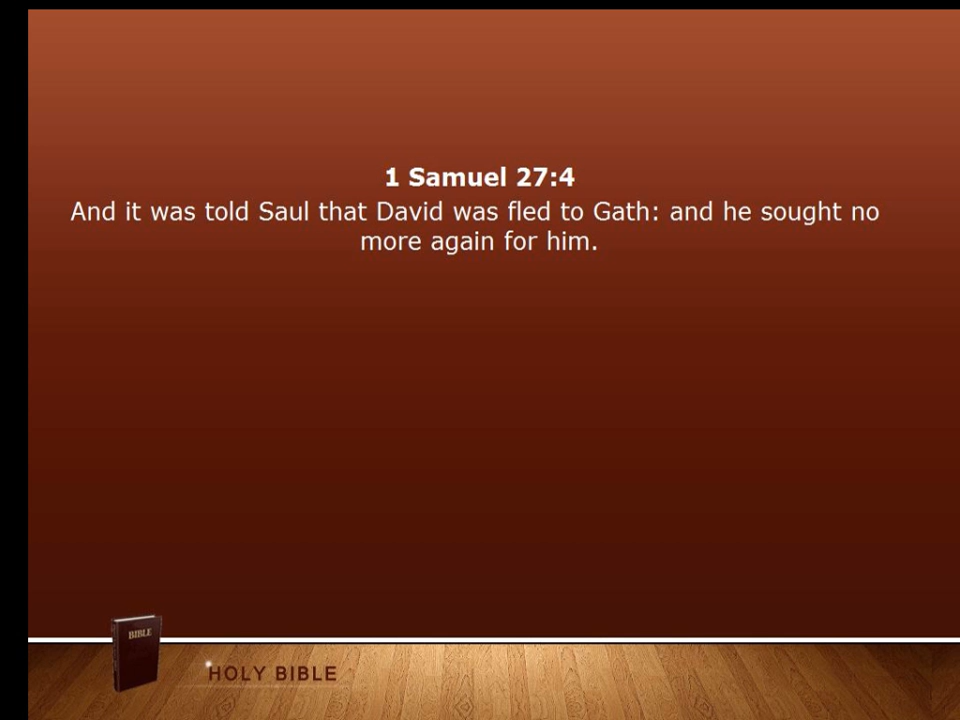 1 Samuel 27:4
And it was told Saul that David was fled to Gath: and he sought no
more again for him.
BIBLE
HOLY BIBLE